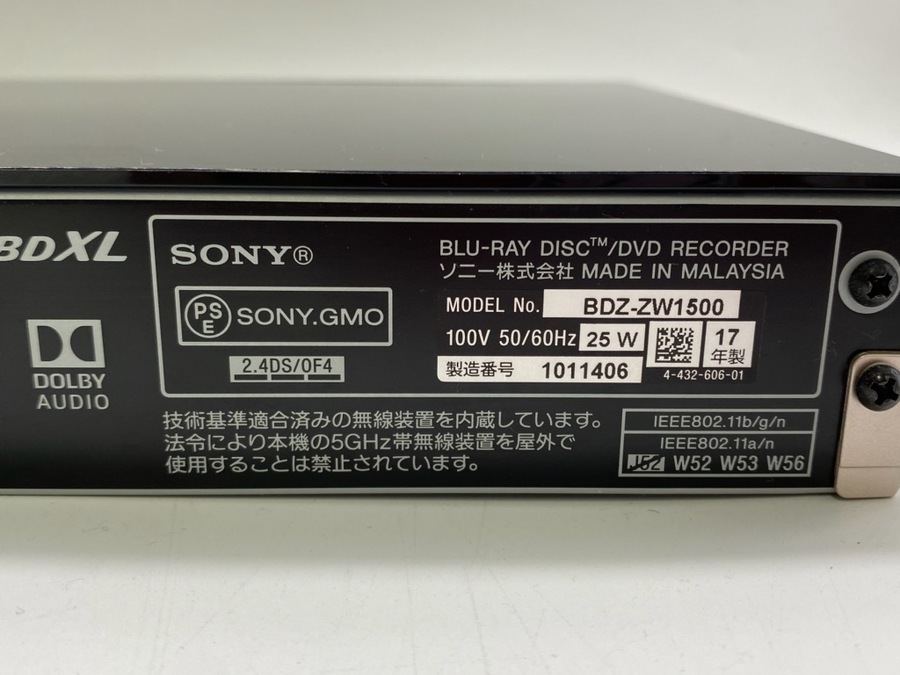 BDXL
SONY®
BLU-RAY DISC™/DVD RECORDER
ソニー株式会社 MADE IN MALAYSIA
PSE SONY.GMO
MODEL No. BDZ-ZW1500
100V 50/60Hz 25 W
17年製
2.4DS/OF4
製造番号 1011406
4-432-606-01
DOLBY
AUDIO
技術基準適合済みの無線装置を内蔵しています。
法令により本機の5GHz帯無線装置を屋外で
使用することは禁止されています。
IEEE802.11b/g/n
IEEE802.11a/n
J52 W52 W53 W56